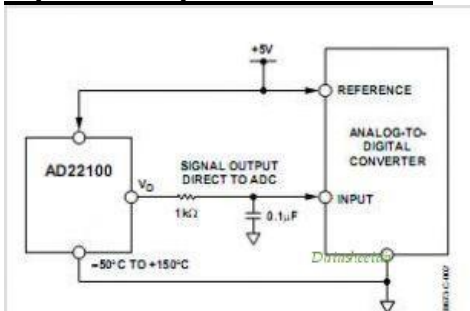 +5V
REFERENCE
ANALOG-TO-
DIGITAL
CONVERTER
AD22100
SIGNAL OUTPUT
DIRECT TO ADC
VO
INPUT
1kΩ
0.1µF
–50°C TO +150°C